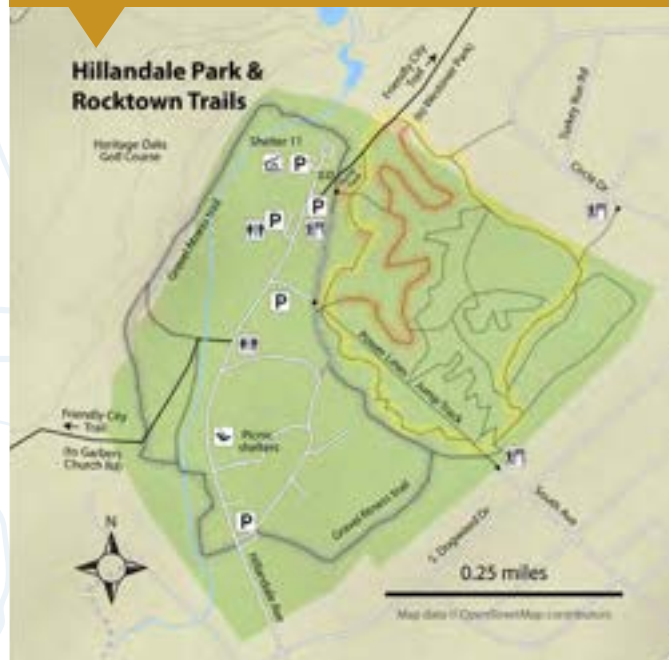 Hillandale Park &
Rocktown Trails
Friendly City
Trail
(to Westover Park)
Turkey Run Rd
Heritage Oaks
Golf Course
Shelter 11
P
Circle Dr
P
P
Gravel fitness trail
P
Power Lines / Jump Track
Friendly City
Trail
(to Garbers
Church Rd)
Picnic
shelters
P
Gravel fitness trail
Hillandale Ave
South Ave
S. Dogwood Dr
N
0.25 miles
Map data © OpenStreetMap contributors